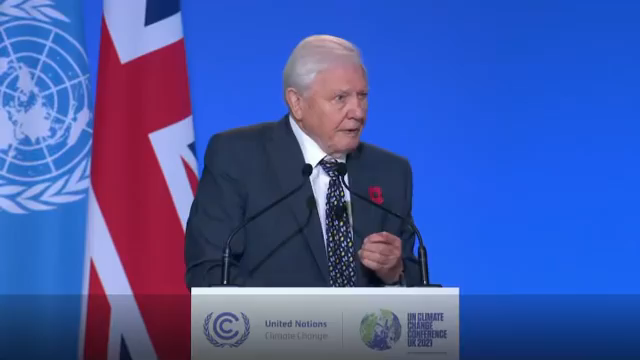 United Nations
Climate Change
UN CLIMATE
CHANGE
CONFERENCE
UK 2021